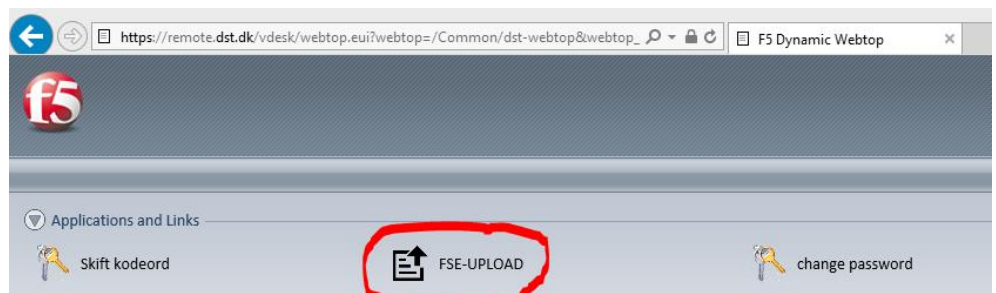 https://remote.dst.dk/vdesk/webtop.eui?webtop=/Common/dst-webtop&webtop_ F5 Dynamic Webtop
f5
Applications and Links
Skift kodeord FSE-UPLOAD change password